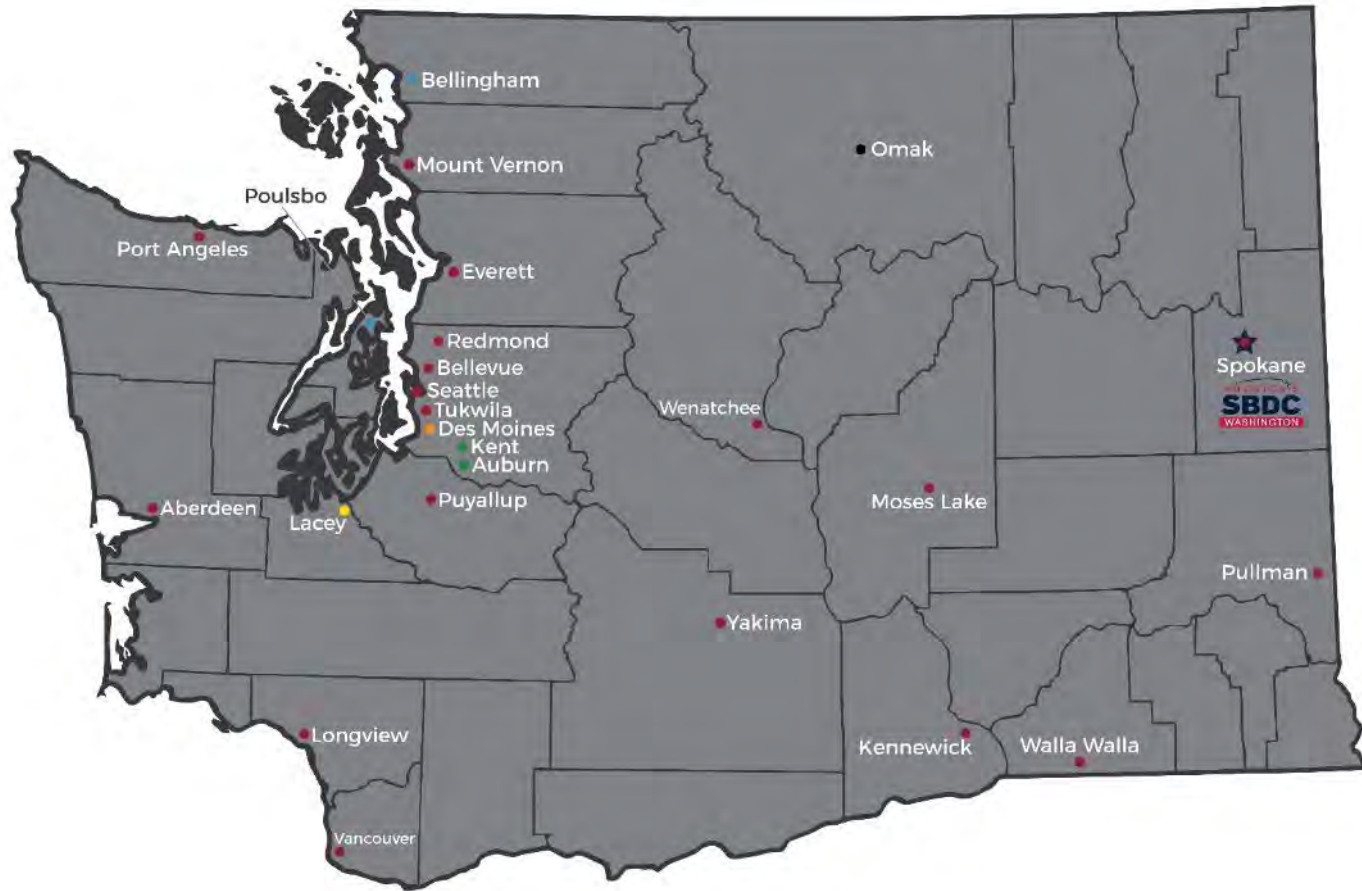 Bellingham
Omak
Mount Vernon
Poulsbo
Port Angeles
Everett
Redmond
Bellevue
Spokane
Seattle
SBDC
WASHINGTON
Tukwila
Wenatchee
Des Moines
Kent
Auburn
Puyallup
Moses Lake
Aberdeen
Lacey
Pullman
Yakima
Longview
Kennewick
Walla Walla
Vancouver